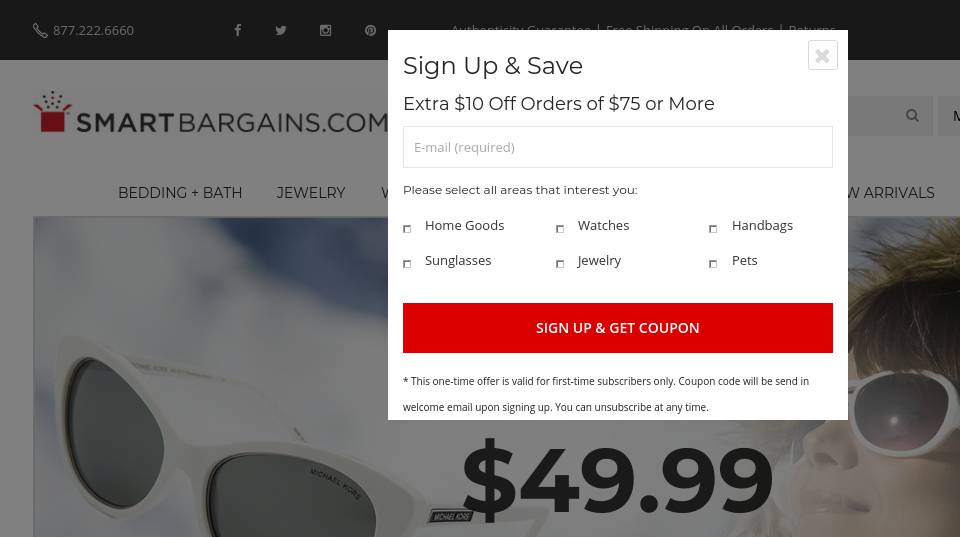 877.222.6660
Authenticity Guarantee | Free Shipping On All Orders | Returns
Sign Up & Save
Extra $10 Off Orders of $75 or More
SMARTBARGAINS.COM
E-mail (required)
BEDDING + BATH JEWELRY ARRIVALS
Please select all areas that interest you:
Home Goods Watches Handbags
Sunglasses Jewelry Pets
SIGN UP & GET COUPON
* This one-time offer is valid for first-time subscribers only. Coupon code will be send in
welcome email upon signing up. You can unsubscribe at any time.
$49.99
MICHAEL KORS
MICHAEL KORS